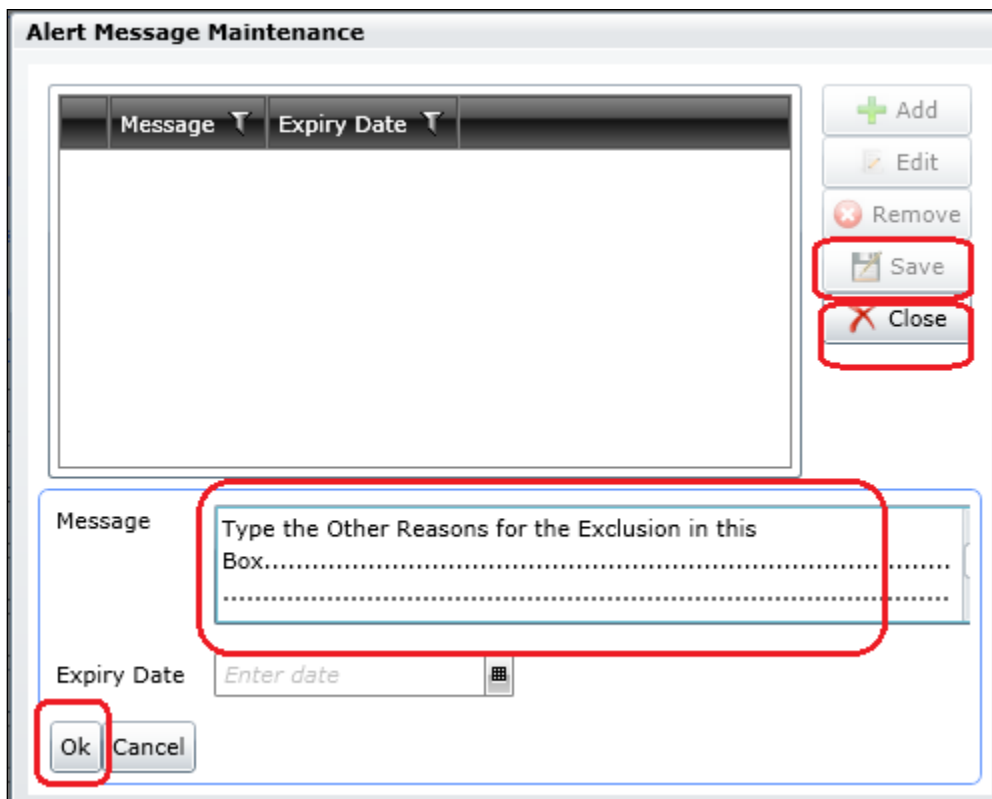 Alert Message Maintenance
Message Expiry Date
Add
Edit
Remove
Save
Close
Message
Type the Other Reasons for the Exclusion in this
Box......................................................................................
...........................................................................................
Expiry Date Enter date
Ok Cancel